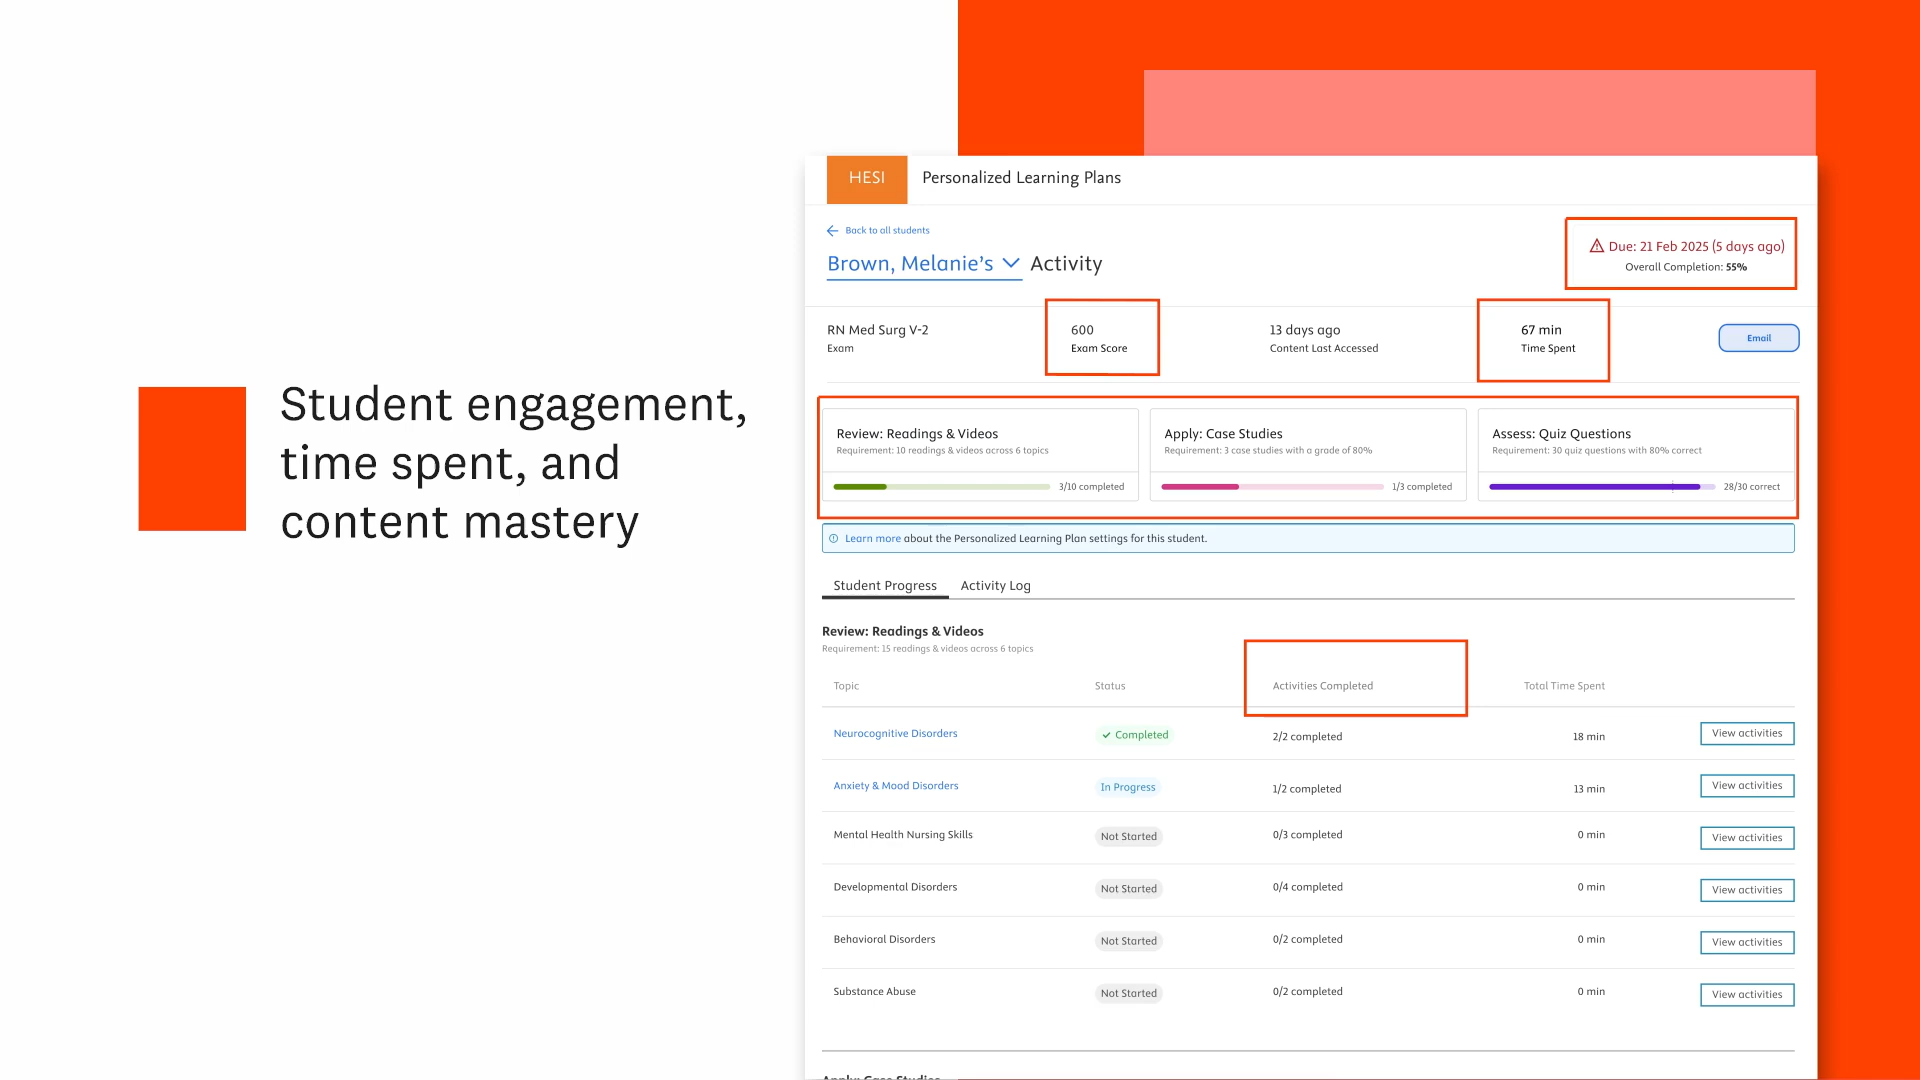 Student engagement,
time spent, and
content mastery
HESI
Personalized Learning Plans
Back to all students
Brown, Melanie’s Activity
Due: 21 Feb 2025 (5 days ago)
Overall Completion: 55%
RN Med Surg V-2
Exam
600
Exam Score
13 days ago
Content Last Accessed
67 min
Time Spent
Email
Review: Readings & Videos
Requirement: 10 readings & videos across 6 topics
3/10 completed
Apply: Case Studies
Requirement: 3 case studies with a grade of 80%
1/3 completed
Assess: Quiz Questions
Requirement: 30 quiz questions with 80% correct
28/30 correct
Learn more about the Personalized Learning Plan settings for this student.
Student Progress Activity Log
Review: Readings & Videos
Requirement: 15 readings & videos across 6 topics
Topic Status Activities Completed Total Time Spent
Neurocognitive Disorders Completed 2/2 completed 18 min View activities
Anxiety & Mood Disorders In Progress 1/2 completed 13 min View activities
Mental Health Nursing Skills Not Started 0/3 completed 0 min View activities
Developmental Disorders Not Started 0/4 completed 0 min View activities
Behavioral Disorders Not Started 0/2 completed 0 min View activities
Substance Abuse Not Started 0/2 completed 0 min View activities
Apply: Case Studies